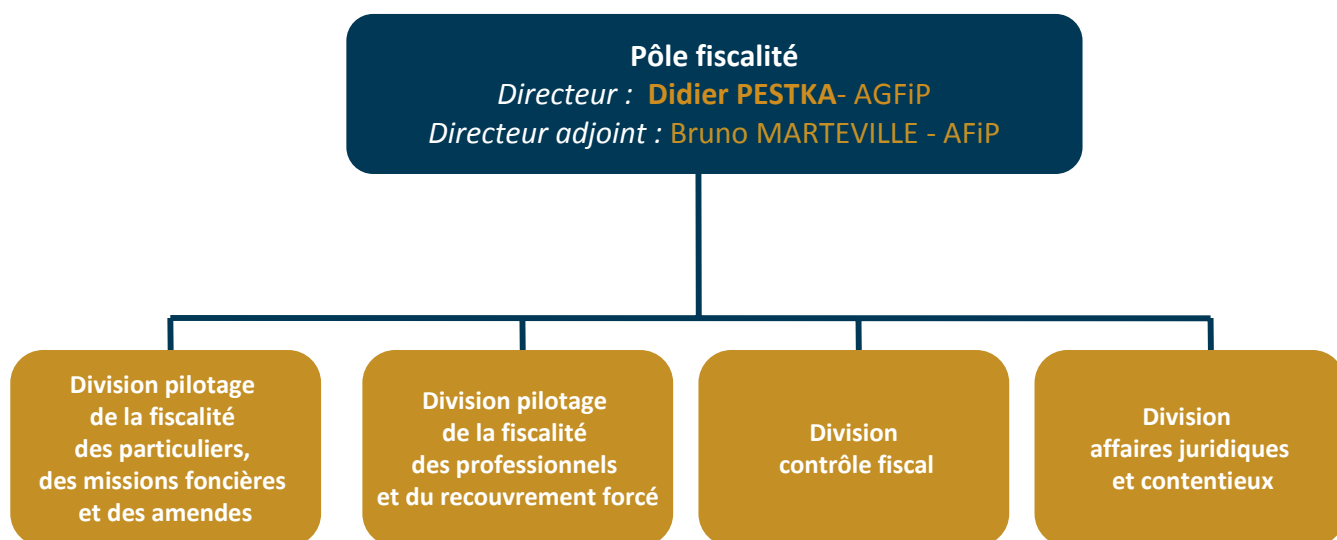 Pôle fiscalité
Directeur : Didier PESTKA- AGFiP
Directeur adjoint : Bruno MARTEVILLE - AFiP
Division pilotage
de la fiscalité
des particuliers,
des missions foncières
et des amendes
Division pilotage
de la fiscalité
des professionnels
et du recouvrement forcé
Division
contrôle fiscal
Division
affaires juridiques
et contentieux